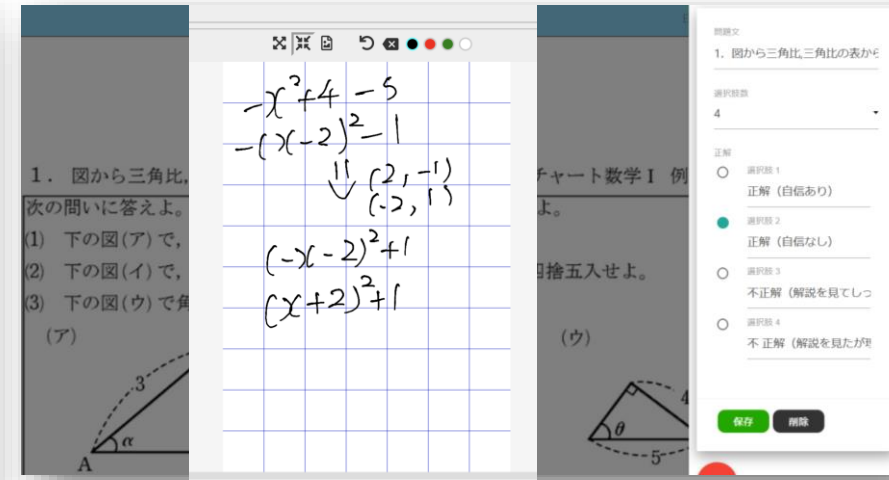 -x²+4-5
-(x-2)²-1
(2,-1)
(-2,1)
(-x-2)²+1
(x+2)²+1
1. 図から三角比,
チャート数学Ⅰ 例
次の問いに答えよ。
よ。
(1) 下の図(ア)で,
(2) 下の図(イ)で,
四捨五入せよ。
(3) 下の図(ウ)で角
(ア)
(ウ)
3
α
A
4
θ
5
問題文
1. 図から三角比,三角比の表から
選択肢数
4
正解
選択肢 1
正解(自信あり)
選択肢 2
正解(自信なし)
選択肢 3
不正解(解説を見てしっ
選択肢 4
不 正解(解説を見たが
保存
削除